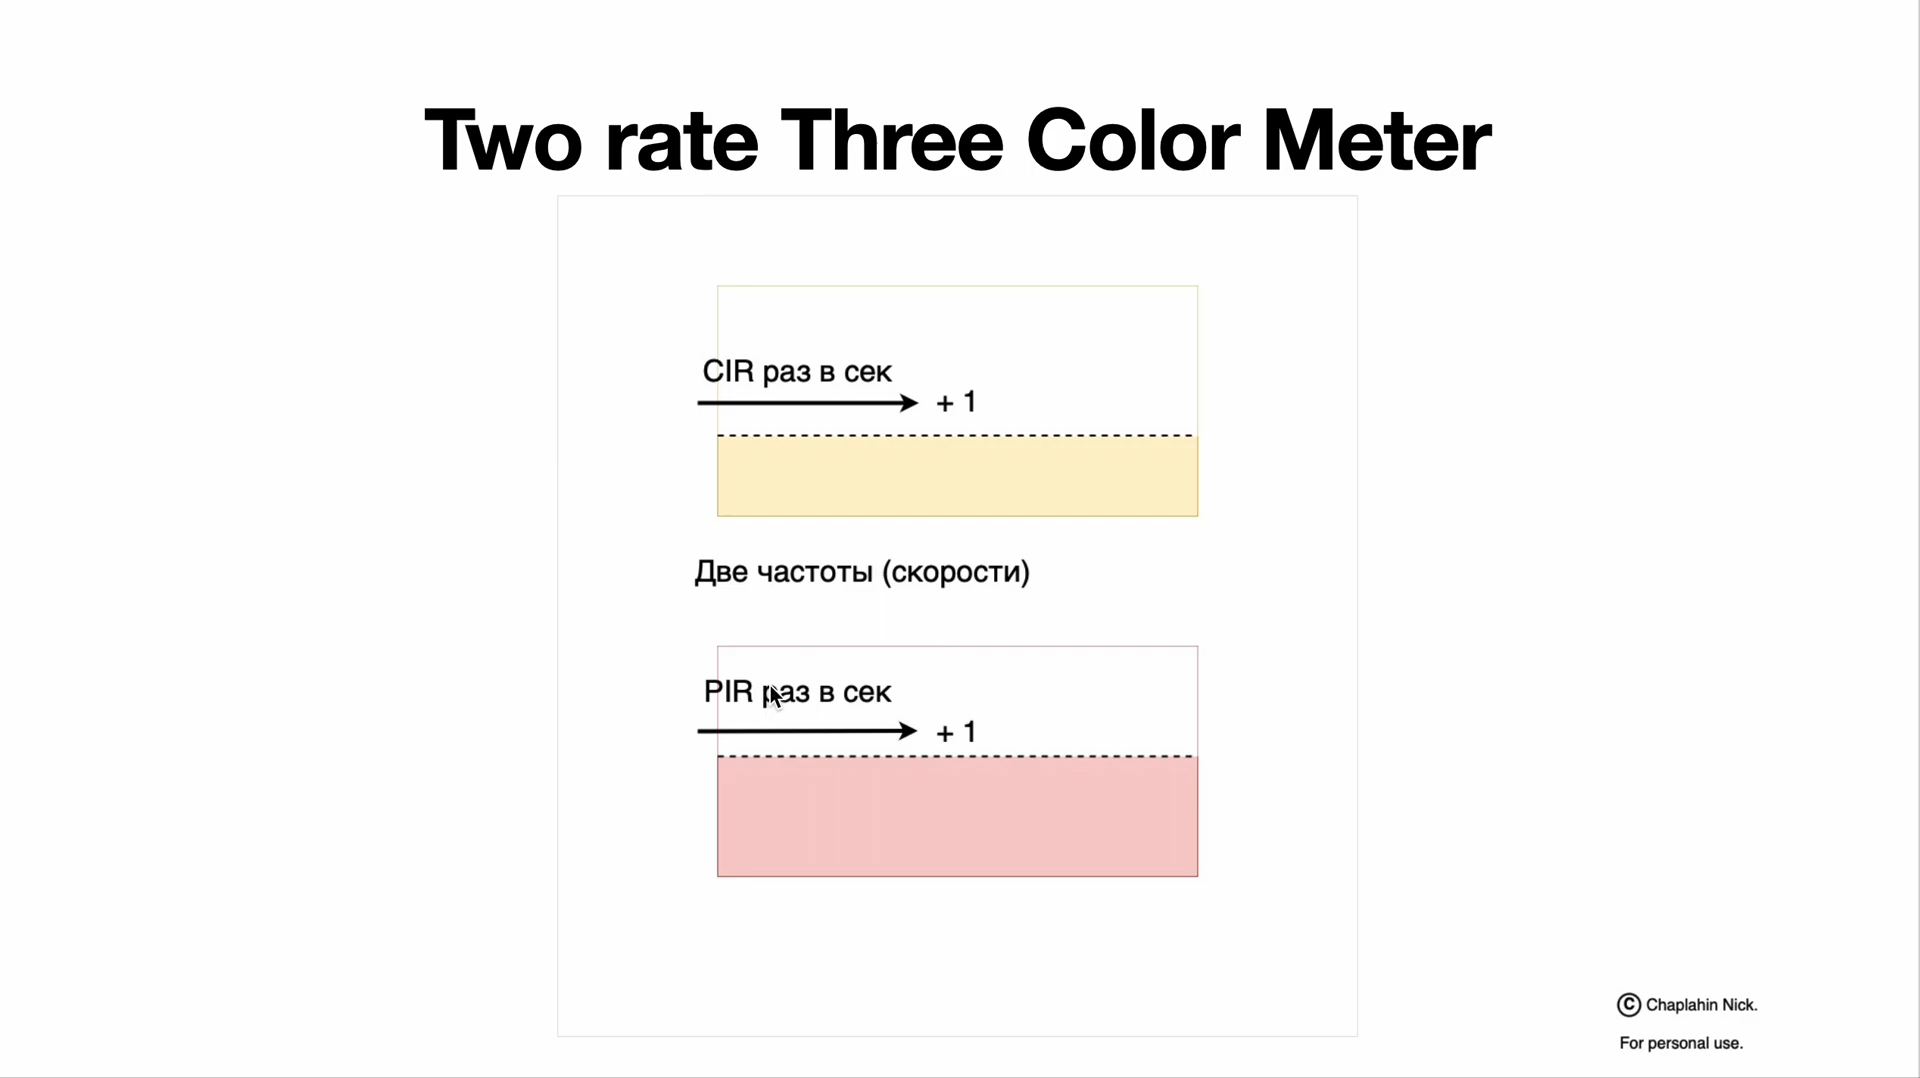 Two rate Three Color Meter
CIR раз в сек
+ 1
Две частоты (скорости)
PIR раз в сек
+ 1
© Chaplahin Nick.
For personal use.